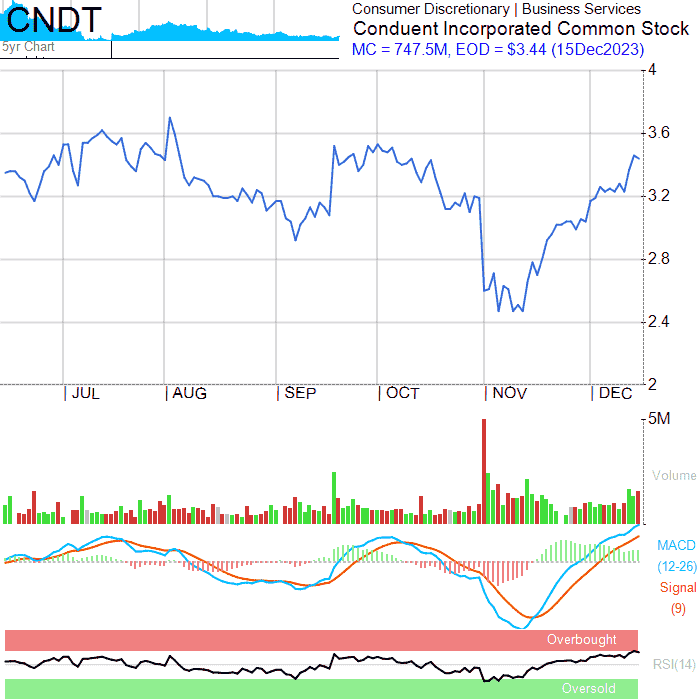 CNDT
5yr Chart
Consumer Discretionary | Business Services
Conduent Incorporated Common Stock
MC = 747.5M, EOD = $3.44 (15Dec2023)
4
3.6
3.2
2.8
2.4
2
| JUL | AUG | SEP | OCT | NOV | DEC
5M
Volume
MACD
(12-26)
Signal
(9)
Overbought
RSI(14)
Oversold